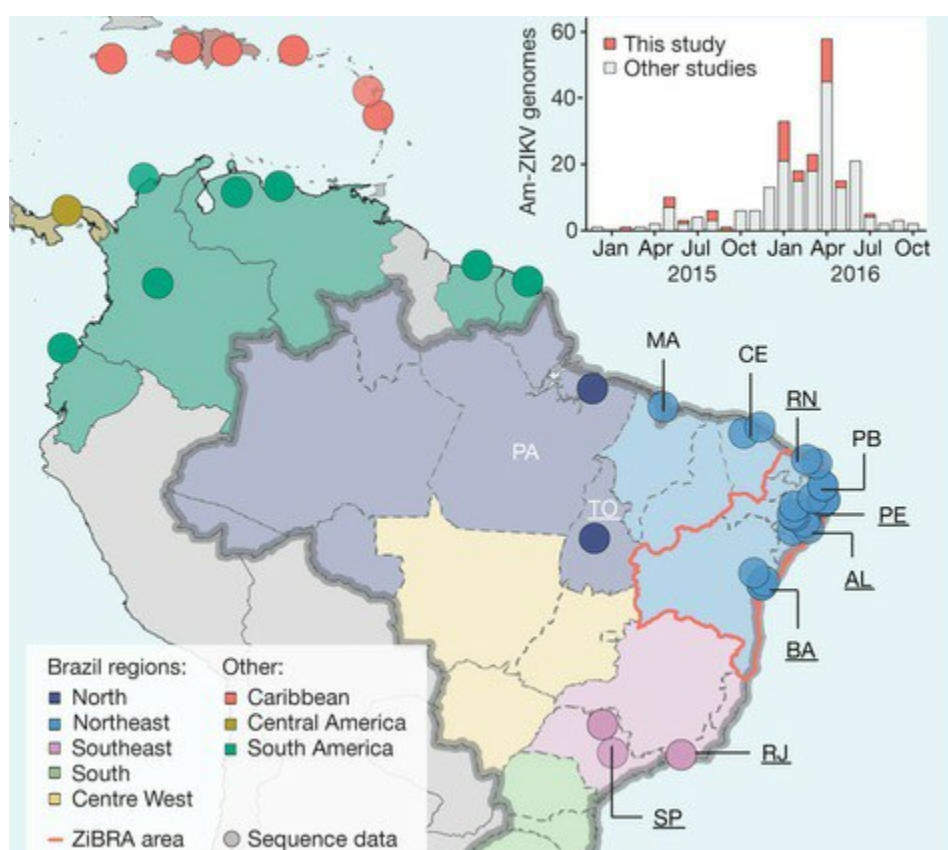 60
This study
Other studies
40
20
0
Am-ZIKV genomes
Jan Apr Jul Oct Jan Apr Jul Oct
2015 2016
MA
CE
RN
PB
PA
TO
PE
AL
BA
RJ
SP
Brazil regions:
North
Northeast
Southeast
South
Centre West
ZiBRA area
Other:
Caribbean
Central America
South America
Sequence data